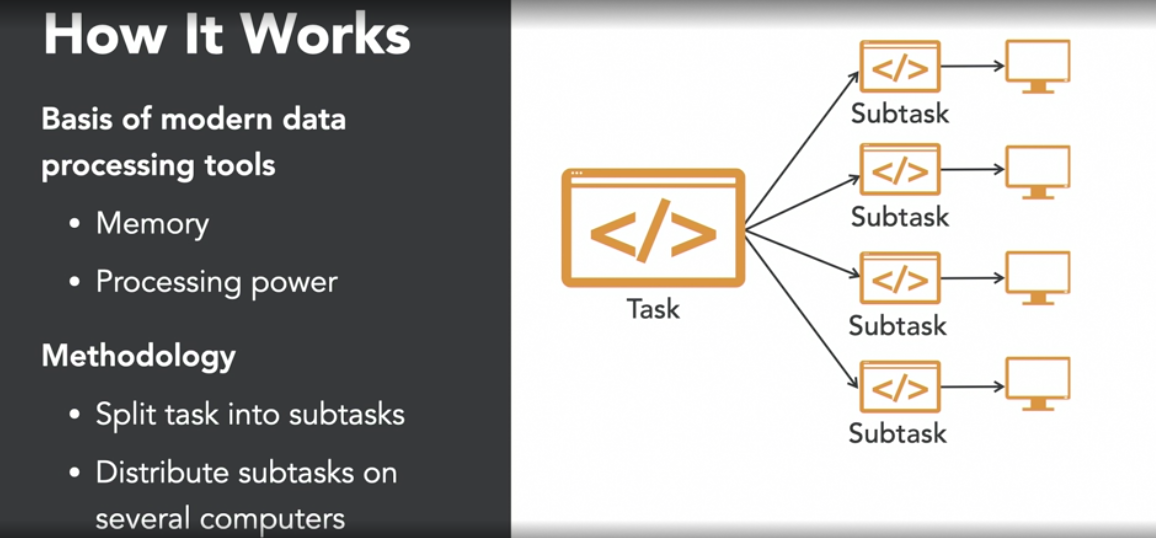 How It Works
Basis of modern data
processing tools
• Memory
• Processing power
Methodology
• Split task into subtasks
• Distribute subtasks on
several computers
</>
Task
</>
Subtask
</>
Subtask
</>
Subtask
</>
Subtask